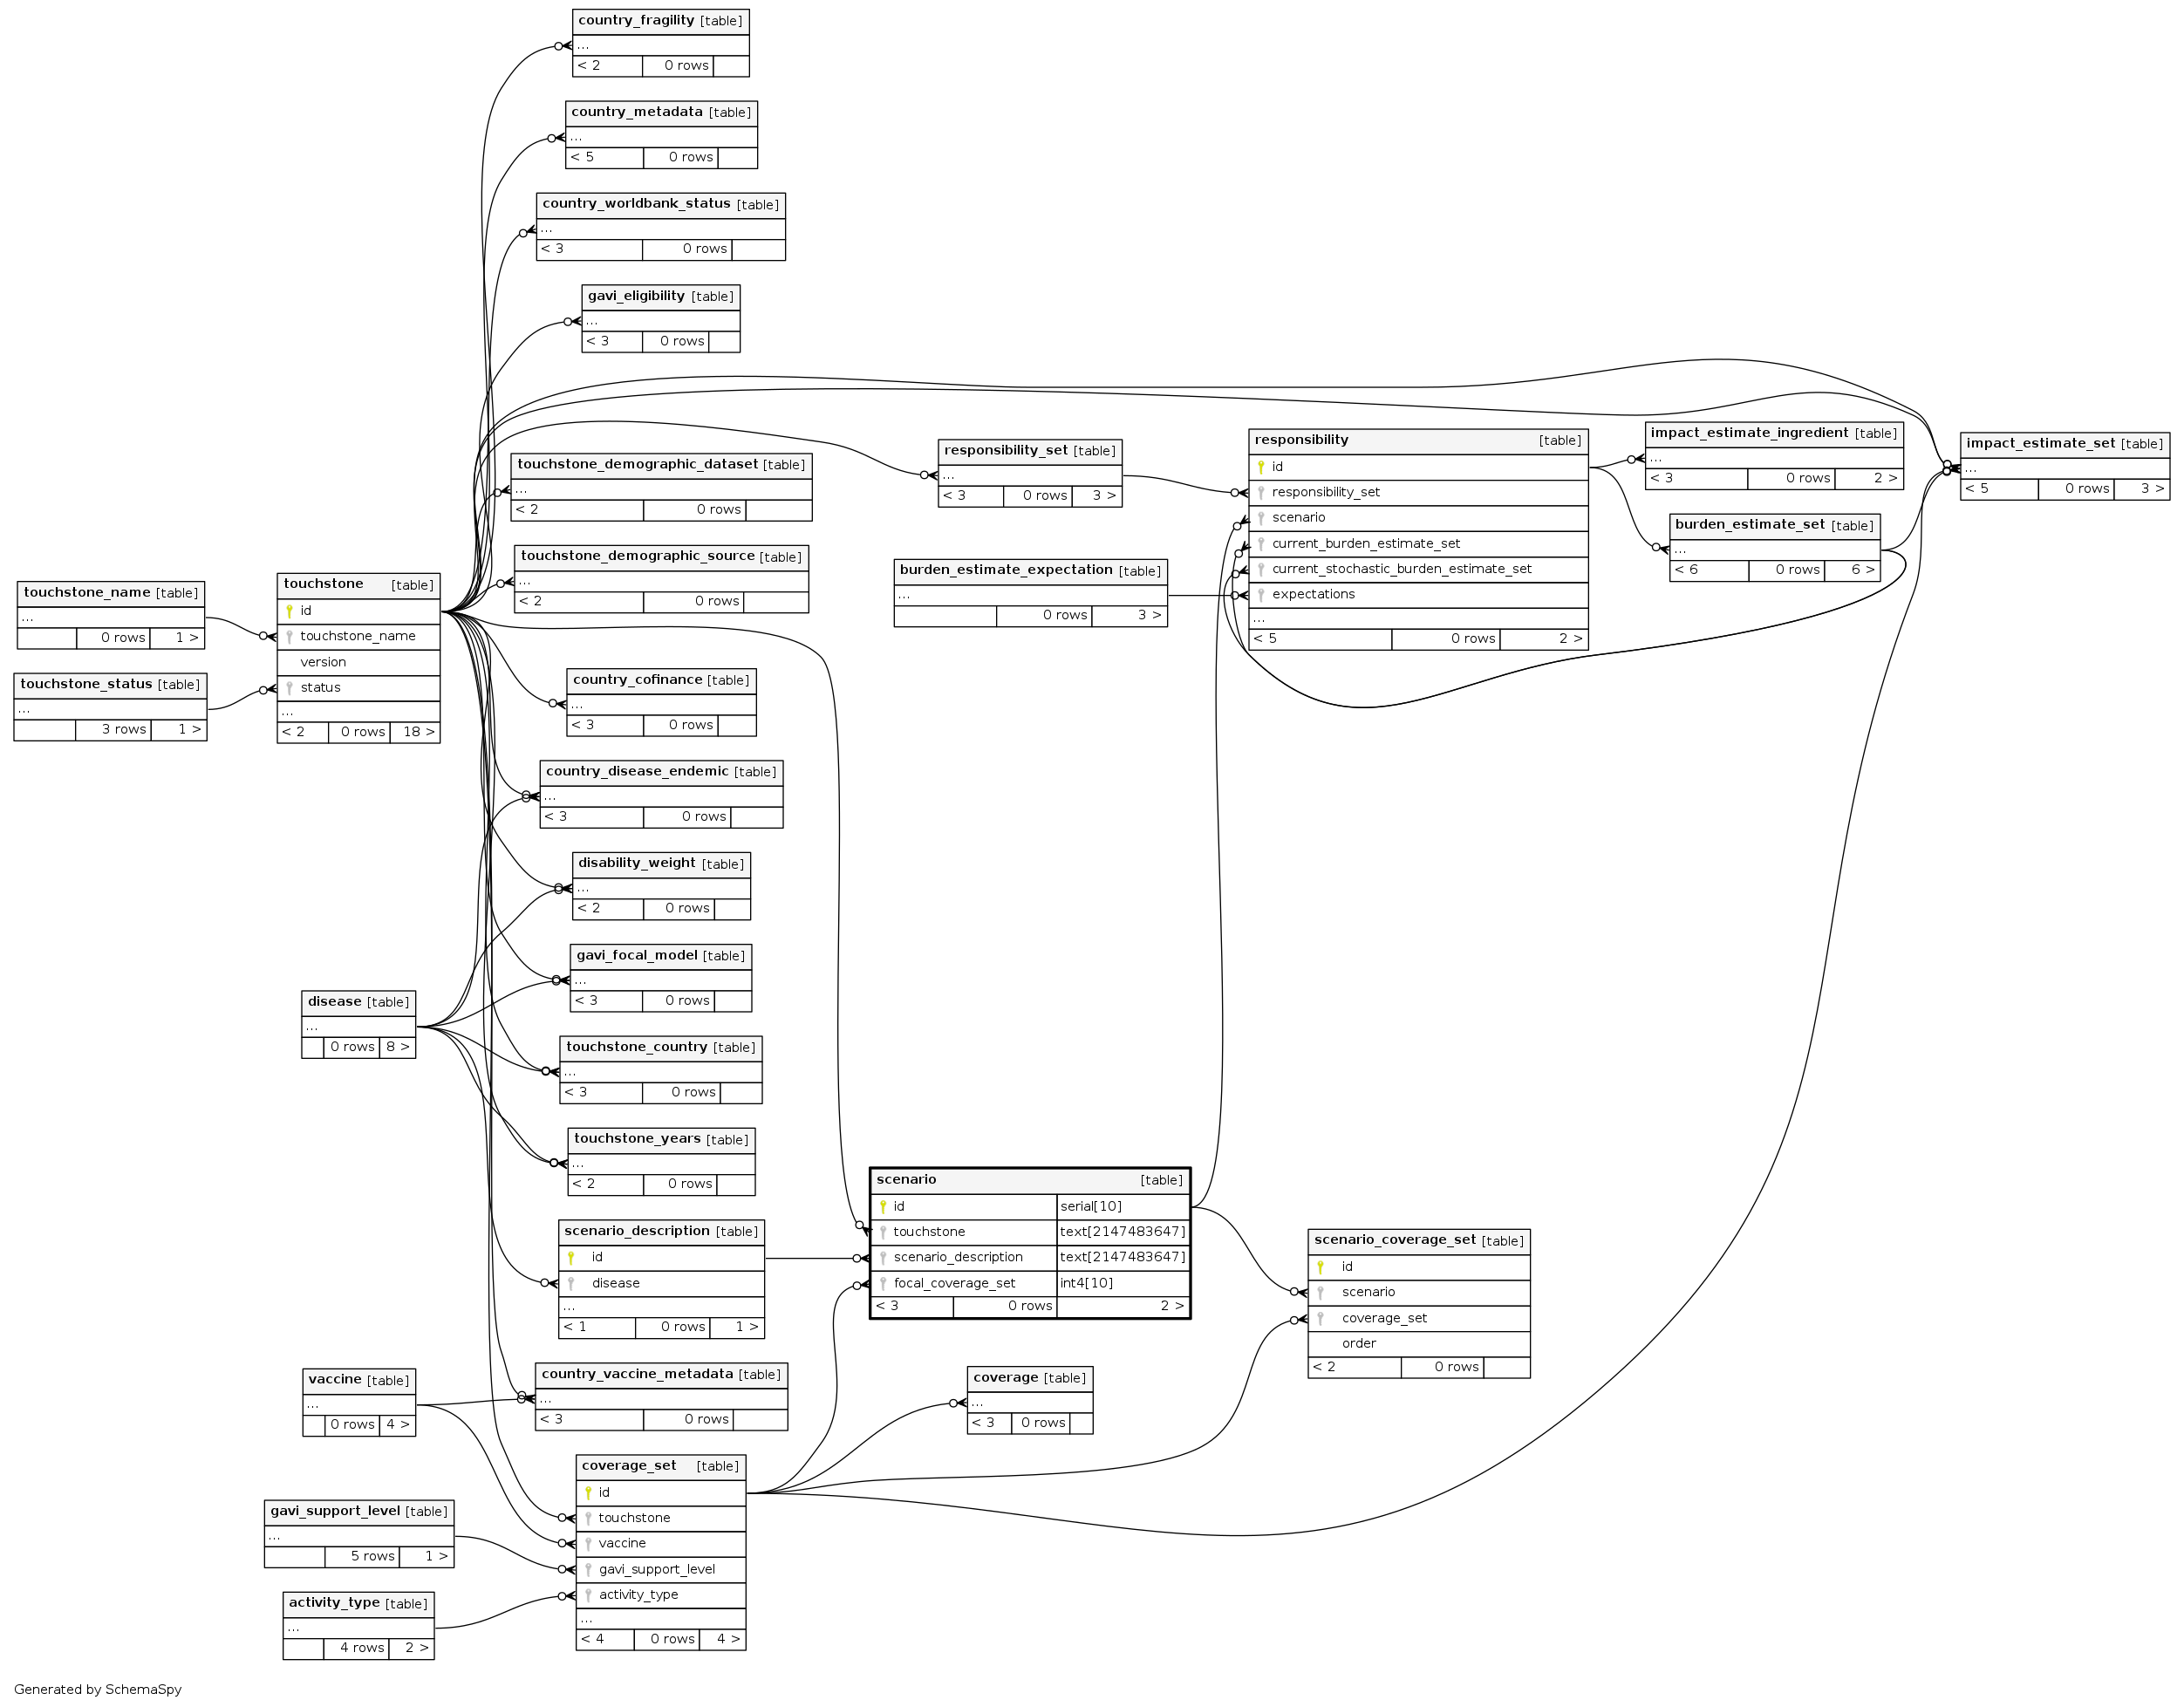 country_fragility [table]
...
< 2 0 rows
country_metadata [table]
...
< 5 0 rows
country_worldbank_status [table]
...
< 3 0 rows
gavi_eligibility [table]
...
< 3 0 rows
touchstone_demographic_dataset [table]
...
< 2 0 rows
touchstone_demographic_source [table]
...
< 2 0 rows
responsibility_set [table]
...
< 3 0 rows 3 >
burden_estimate_expectation [table]
...
0 rows 3 >
responsibility [table]
id
responsibility_set
scenario
current_burden_estimate_set
current_stochastic_burden_estimate_set
expectations
...
< 5 0 rows 2 >
impact_estimate_ingredient [table]
...
< 3 0 rows 2 >
burden_estimate_set [table]
...
< 6 0 rows 6 >
impact_estimate_set [table]
...
< 5 0 rows 3 >
touchstone_name [table]
...
0 rows 1 >
touchstone_status [table]
...
3 rows 1 >
touchstone [table]
id
touchstone_name
version
status
...
< 2 0 rows 18 >
country_cofinance [table]
...
< 3 0 rows
country_disease_endemic [table]
...
< 3 0 rows
disability_weight [table]
...
< 2 0 rows
gavi_focal_model [table]
...
< 3 0 rows
disease [table]
...
0 rows 8 >
touchstone_country [table]
...
< 3 0 rows
touchstone_years [table]
...
< 2 0 rows
scenario_description [table]
id
disease
...
< 1 0 rows 1 >
scenario [table]
id serial[10]
touchstone text[2147483647]
scenario_description text[2147483647]
focal_coverage_set int4[10]
< 3 0 rows 2 >
scenario_coverage_set [table]
id
scenario
coverage_set
order
< 2 0 rows
vaccine [table]
...
0 rows 4 >
country_vaccine_metadata [table]
...
< 3 0 rows
coverage [table]
...
< 3 0 rows
coverage_set [table]
id
touchstone
vaccine
gavi_support_level
activity_type
...
< 4 0 rows 4 >
gavi_support_level [table]
...
5 rows 1 >
activity_type [table]
...
4 rows 2 >
Generated by SchemaSpy